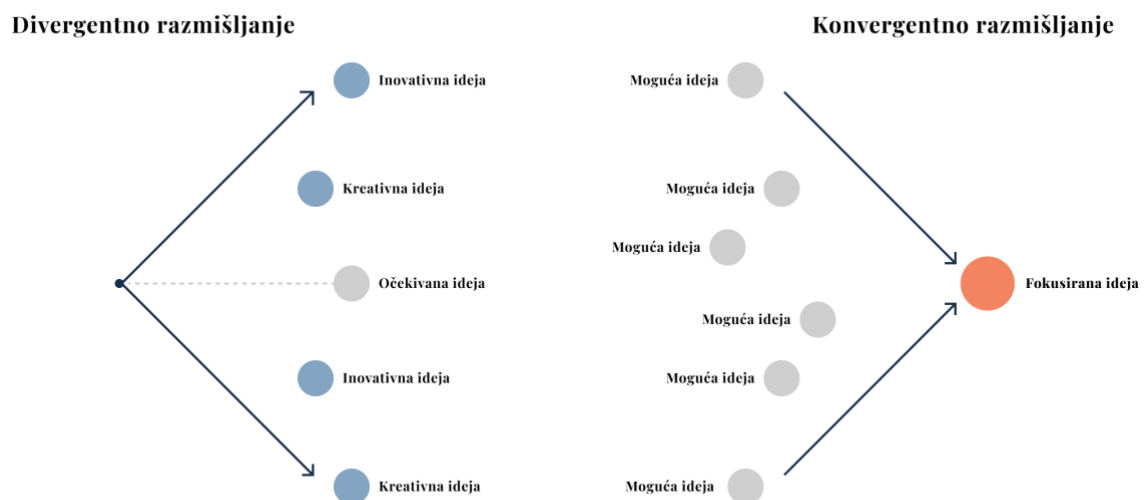 Divergentno razmišljanje
Inovativna ideja
Kreativna ideja
Očekivana ideja
Inovativna ideja
Kreativna ideja
Konvergentno razmišljanje
Moguća ideja
Moguća ideja
Moguća ideja
Moguća ideja
Moguća ideja
Moguća ideja
Fokusirana ideja